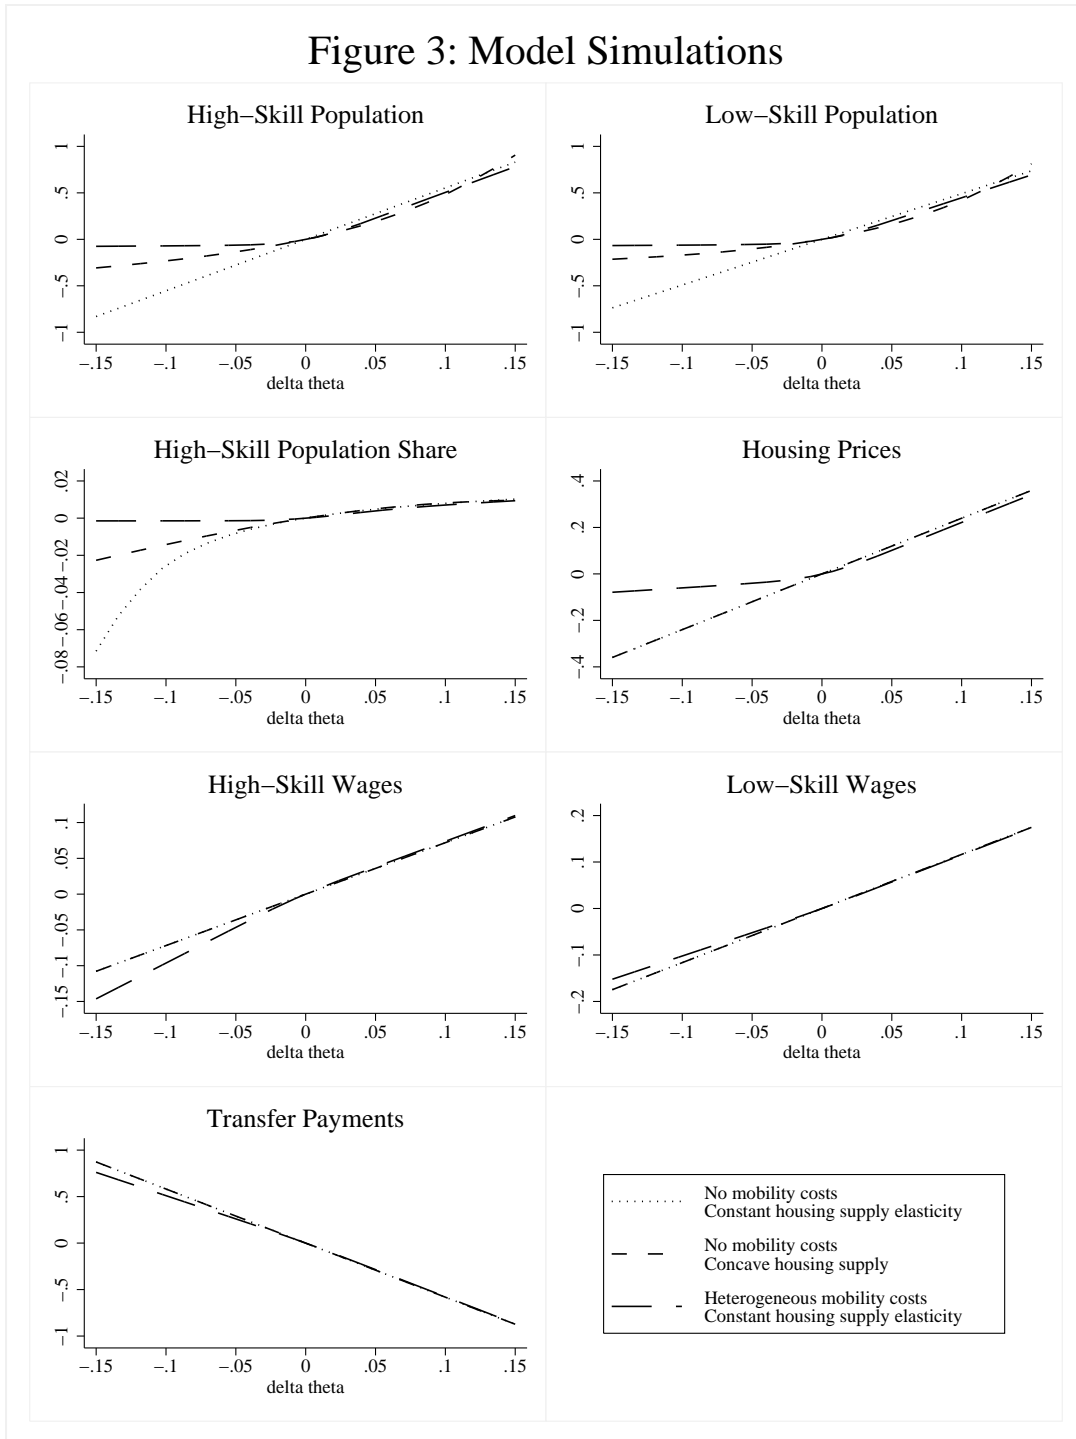 Figure 3: Model Simulations
High−Skill Population
1
.5
0
−.5
−1
−.15 −.1 −.05 0 .05 .1 .15
delta theta
Low−Skill Population
1
.5
0
−.5
−1
−.15 −.1 −.05 0 .05 .1 .15
delta theta
High−Skill Population Share
.02
0
−.02
−.04
−.06
−.08
−.15 −.1 −.05 0 .05 .1 .15
delta theta
Housing Prices
.4
.2
0
−.2
−.4
−.15 −.1 −.05 0 .05 .1 .15
delta theta
High−Skill Wages
.1
.05
0
−.05
−.1
−.15
−.15 −.1 −.05 0 .05 .1 .15
delta theta
Low−Skill Wages
.2
.1
0
−.1
−.2
−.15 −.1 −.05 0 .05 .1 .15
delta theta
Transfer Payments
1
.5
0
−.5
−1
−.15 −.1 −.05 0 .05 .1 .15
delta theta
No mobility costs
Constant housing supply elasticity
No mobility costs
Concave housing supply
Heterogeneous mobility costs
Constant housing supply elasticity